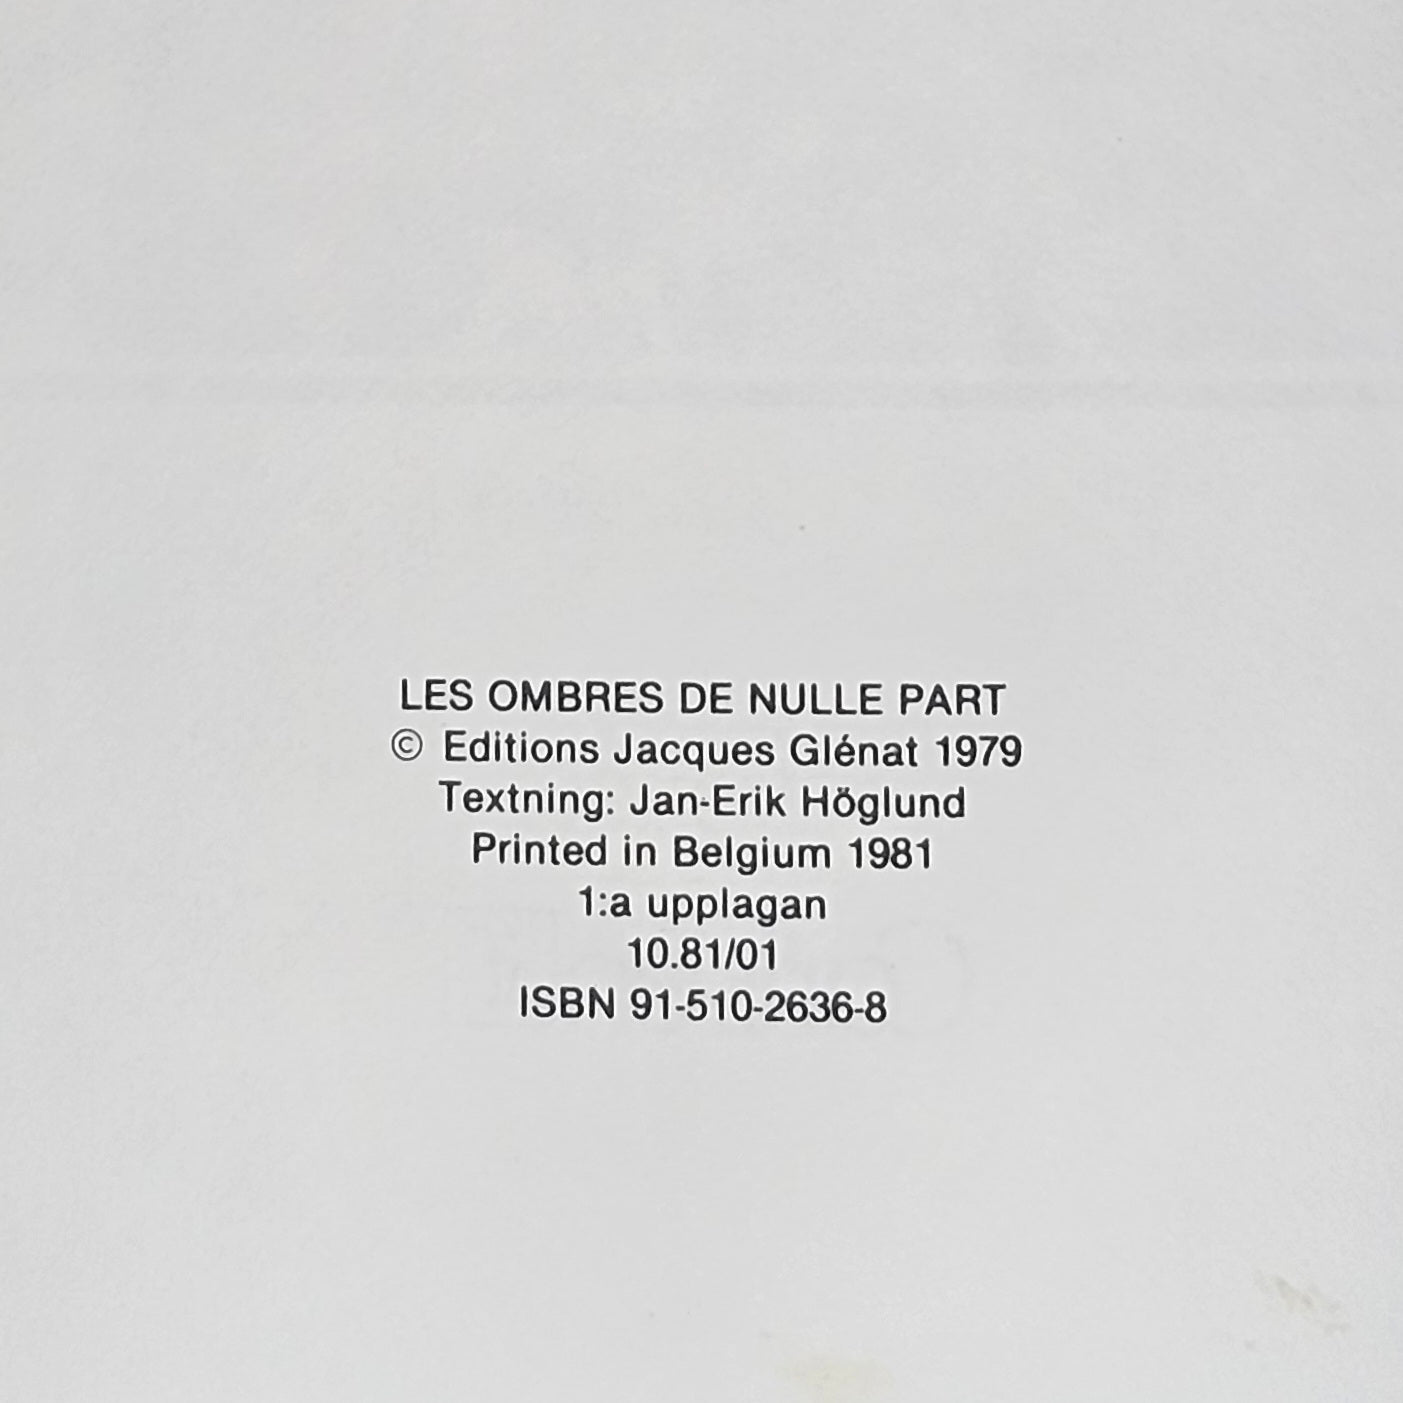 LES OMBRES DE NULLE PART
© Editions Jacques Glénat 1979
Textning: Jan-Erik Höglund
Printed in Belgium 1981
1:a upplagan
10.81/01
ISBN 91-510-2636-8